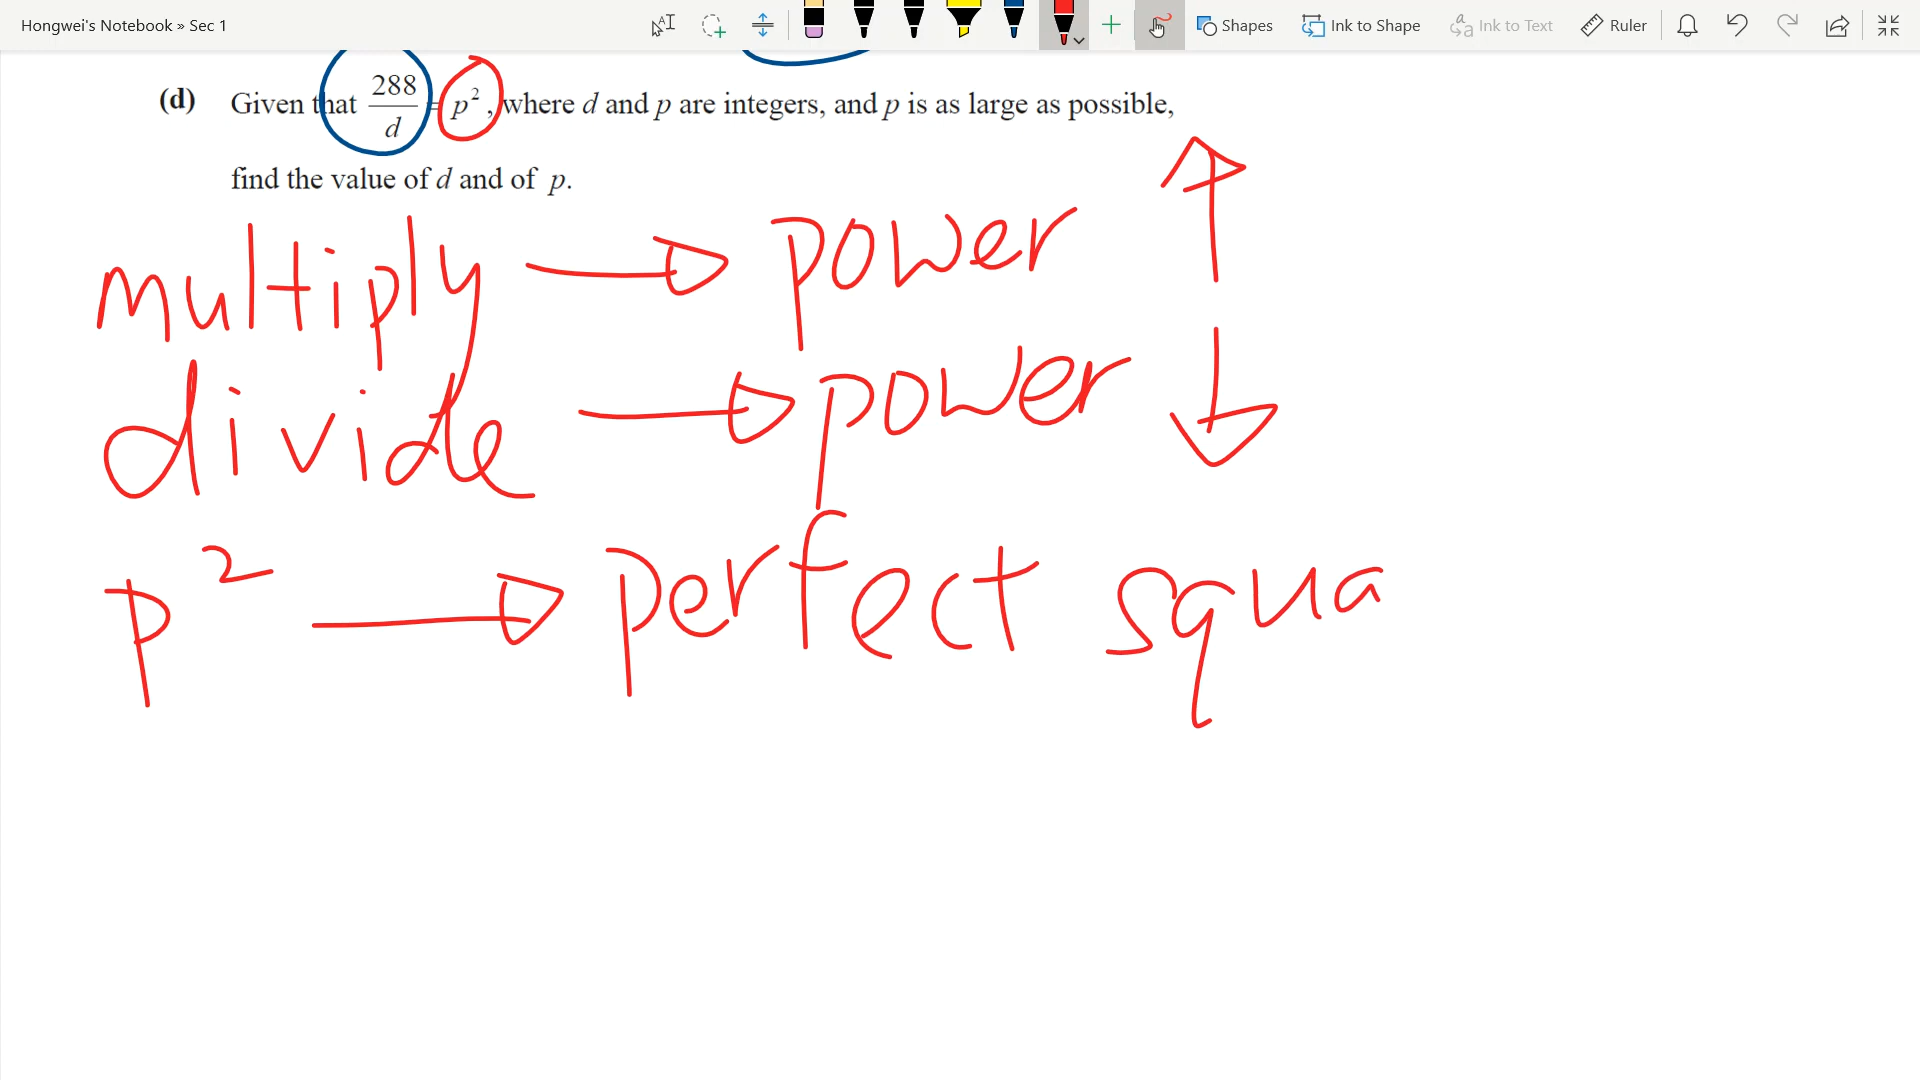 Hongwei's Notebook » Sec 1
Shapes
Ink to Shape
Ink to Text
Ruler
(d) Given that 288/d = p², where d and p are integers, and p is as large as possible,
find the value of d and of p.
multiply → power ↑
divide → power ↓
p² → perfect squa